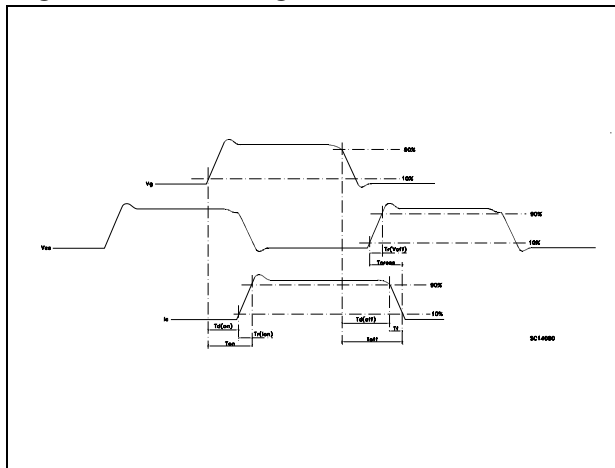 90%
10%
Vg
90%
Vce
10%
Tr(Voff)
Tcross
90%
Ic
10%
Td(on)
Td(off)
Tf
Tr(Ion)
Ton
Toff
SC14090